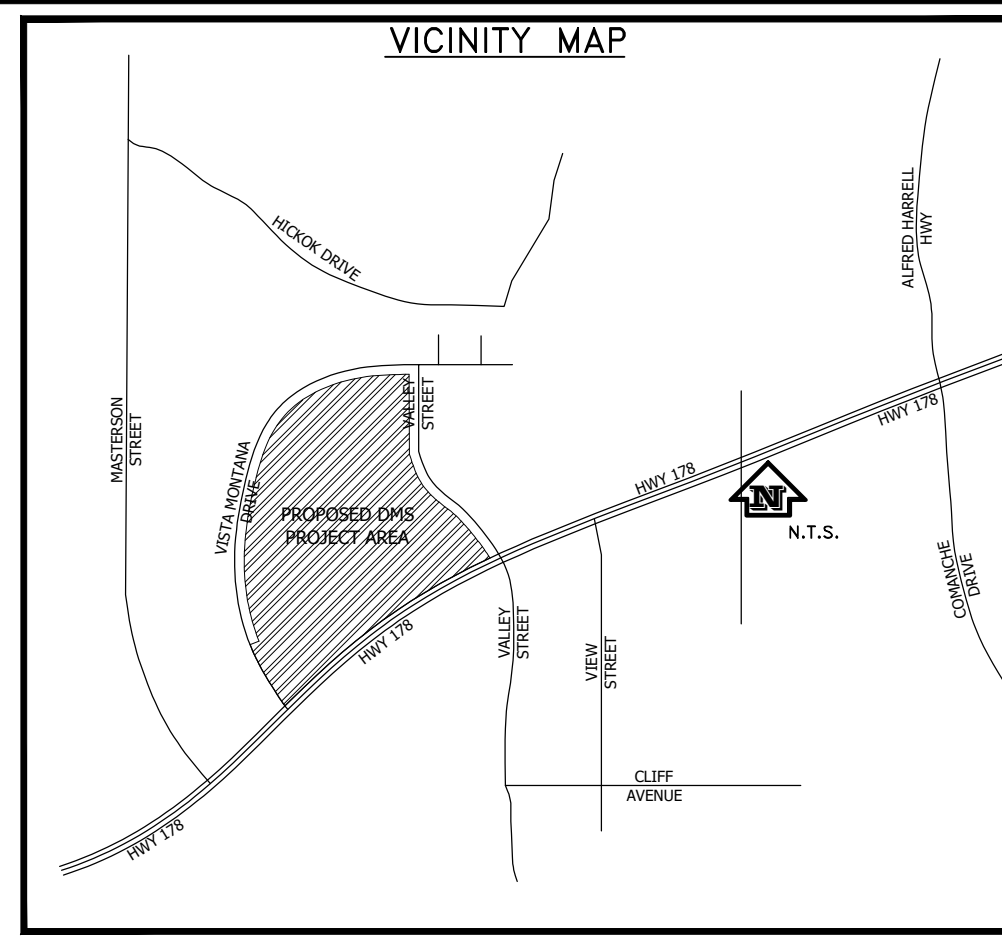 VICINITY MAP
HICKOK DRIVE
ALFRED HARRELL
HWY
MASTERSON
STREET
VALLEY
STREET
VISTA MONTANA
DRIVE
HWY 178
HWY 178
N
N.T.S.
PROPOSED DMS
PROJECT AREA
COMANCHE
DRIVE
HWY 178
VALLEY
STREET
VIEW
STREET
CLIFF
AVENUE
HWY 178